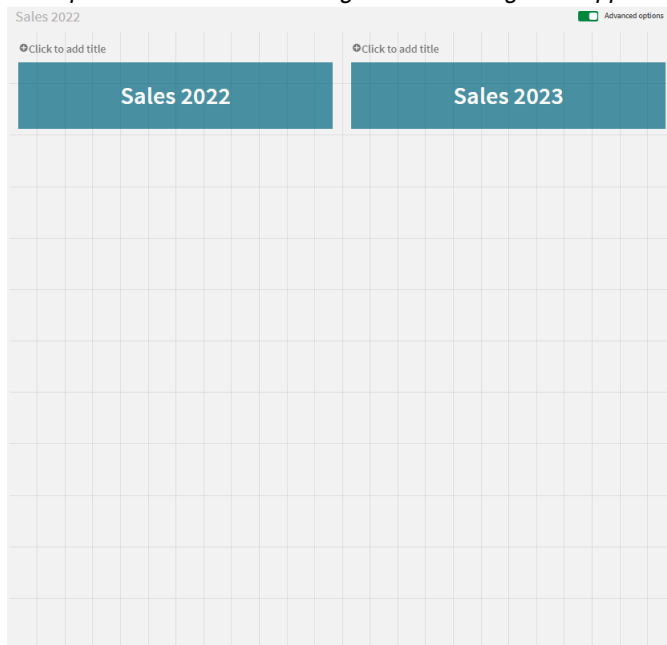 Sales 2022
Advanced options
Click to add title
Click to add title
Sales 2022
Sales 2023